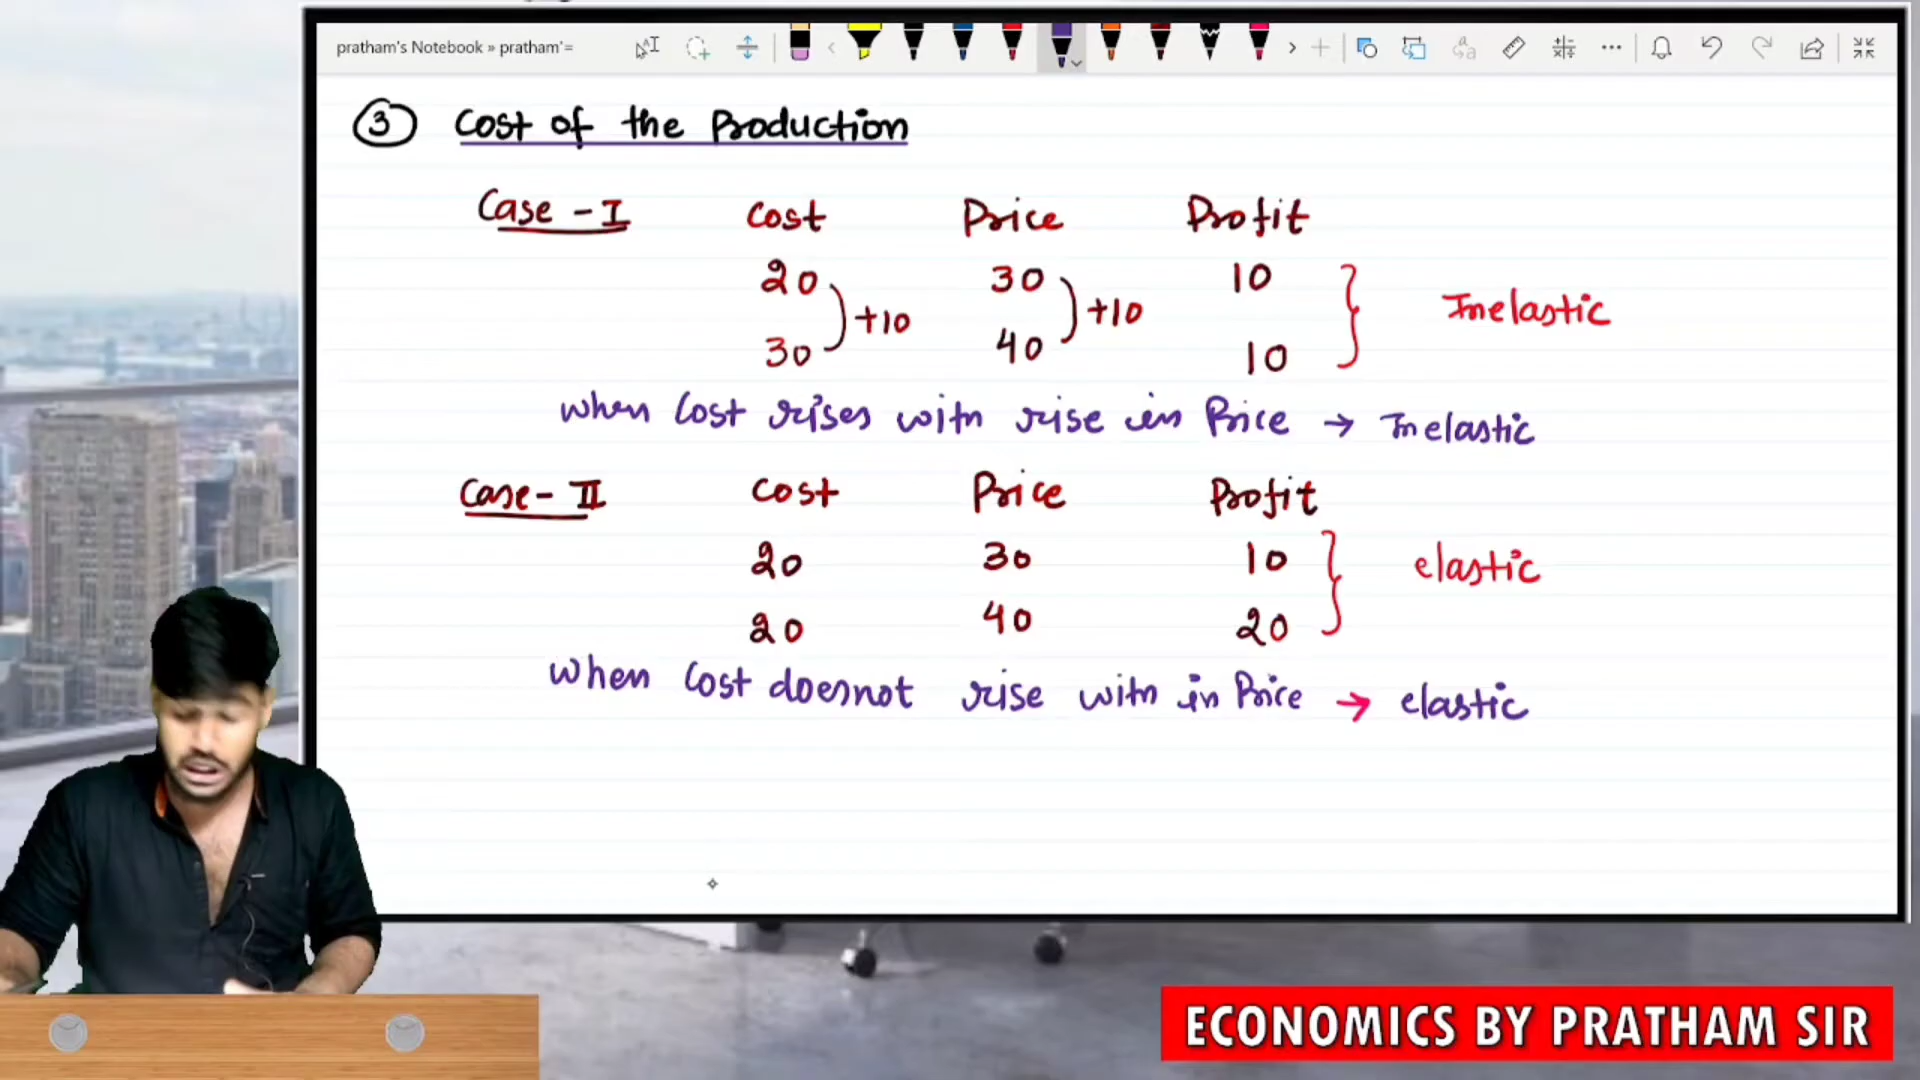 pratham's Notebook » pratham'=
③ Cost of the Production
Case - I Cost Price Profit
20 30 10
+10 +10 Inelastic
30 40 10
when Cost rises with rise in Price → Inelastic
Case - II Cost Price Profit
20 30 10
elastic
20 40 20
when Cost doesnot rise with in Price → elastic
ECONOMICS BY PRATHAM SIR